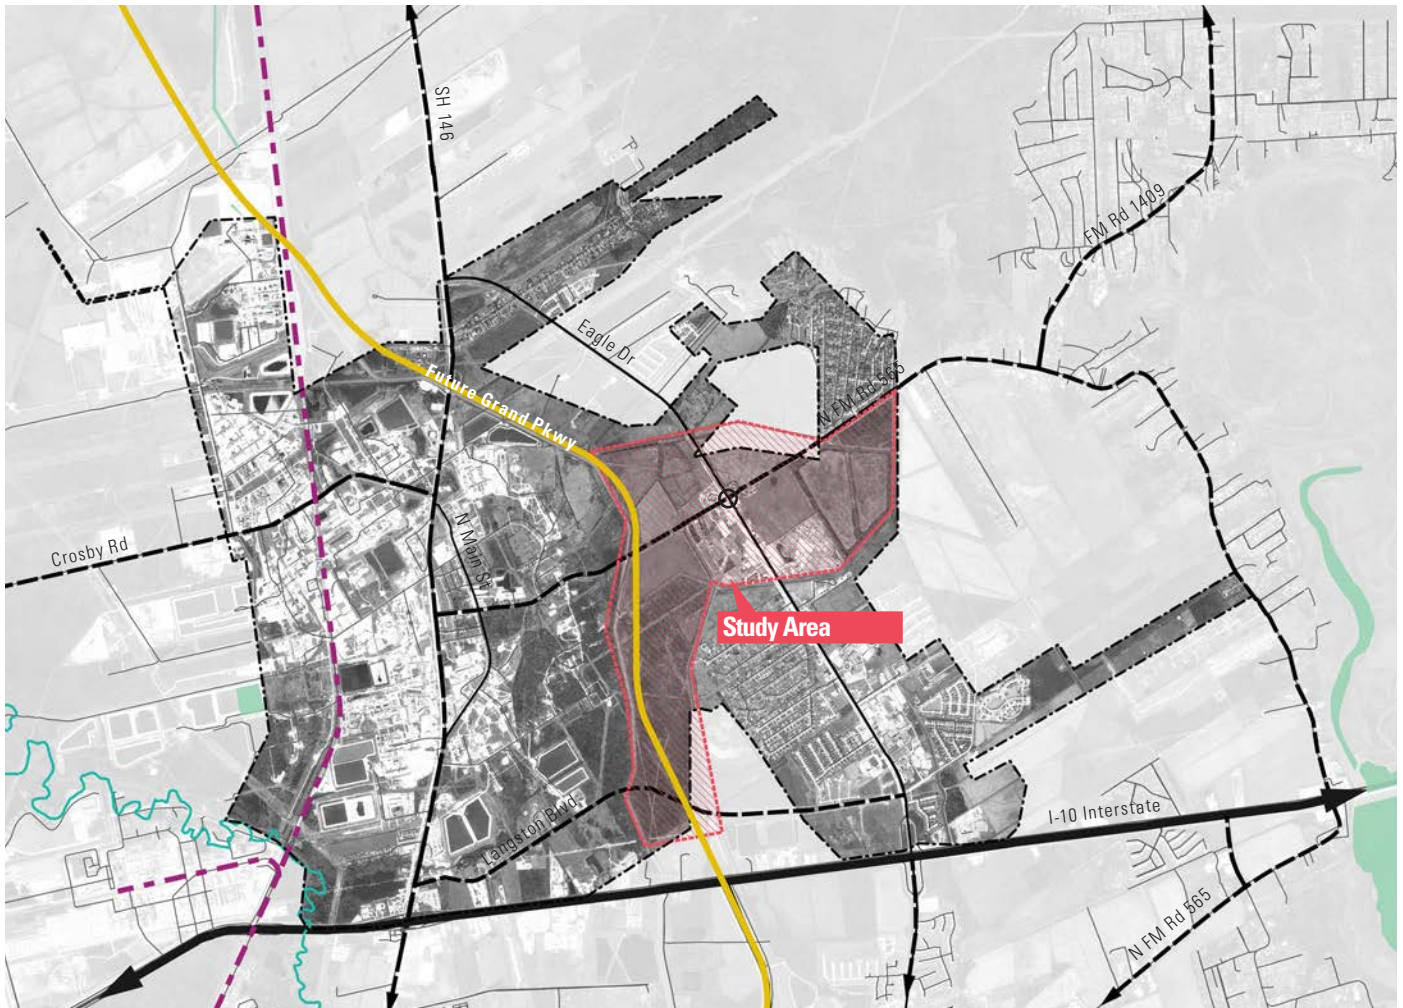 SH 146
FM Rd 1409
Eagle Dr
Future Grand Pkwy
N FM Rd 565
Crosby Rd
N Main St
Study Area
I-10 Interstate
Langston Blvd
N FM Rd 565